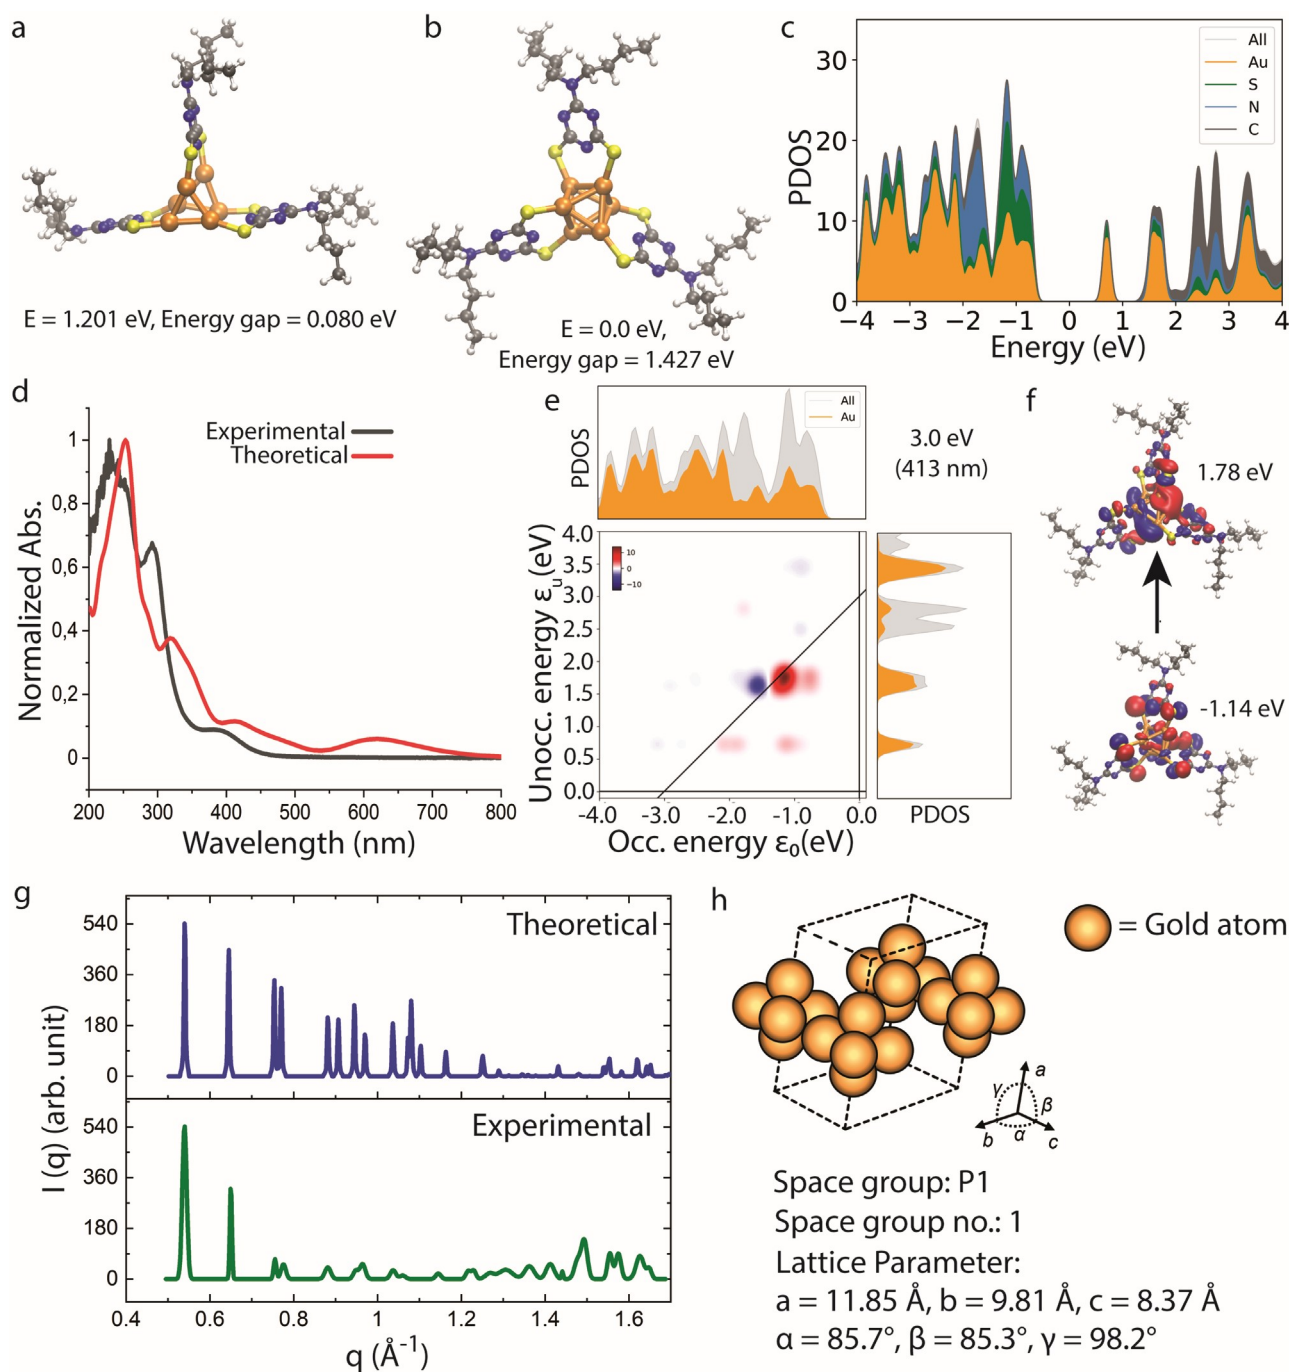 a
E = 1.201 eV, Energy gap = 0.080 eV
b
E = 0.0 eV,
Energy gap = 1.427 eV
c
PDOS
30
20
10
0
All
Au
S
N
C
−4 −3 −2 −1 0 1 2 3 4
Energy (eV)
d
Normalized Abs.
1
0,8
0,6
0,4
0,2
0
Experimental
Theoretical
200 300 400 500 600 700 800
Wavelength (nm)
e
PDOS
All
Au
3.0 eV
(413 nm)
Unocc. energy εu(eV)
4.0
3.5
3.0
2.5
2.0
1.5
1.0
0.5
0.0
10
0
−10
-4.0 -3.0 -2.0 -1.0 0.0
Occ. energy ε0(eV)
PDOS
f
1.78 eV
-1.14 eV
g
I (q) (arb. unit)
540
360
180
0
Theoretical
540
360
180
0
Experimental
0.4 0.6 0.8 1 1.2 1.4 1.6
q (Å-1)
h
= Gold atom
a
γ
β
b
α
c
Space group: P1
Space group no.: 1
Lattice Parameter:
a = 11.85 Å, b = 9.81 Å, c = 8.37 Å
α = 85.7°, β = 85.3°, γ = 98.2°